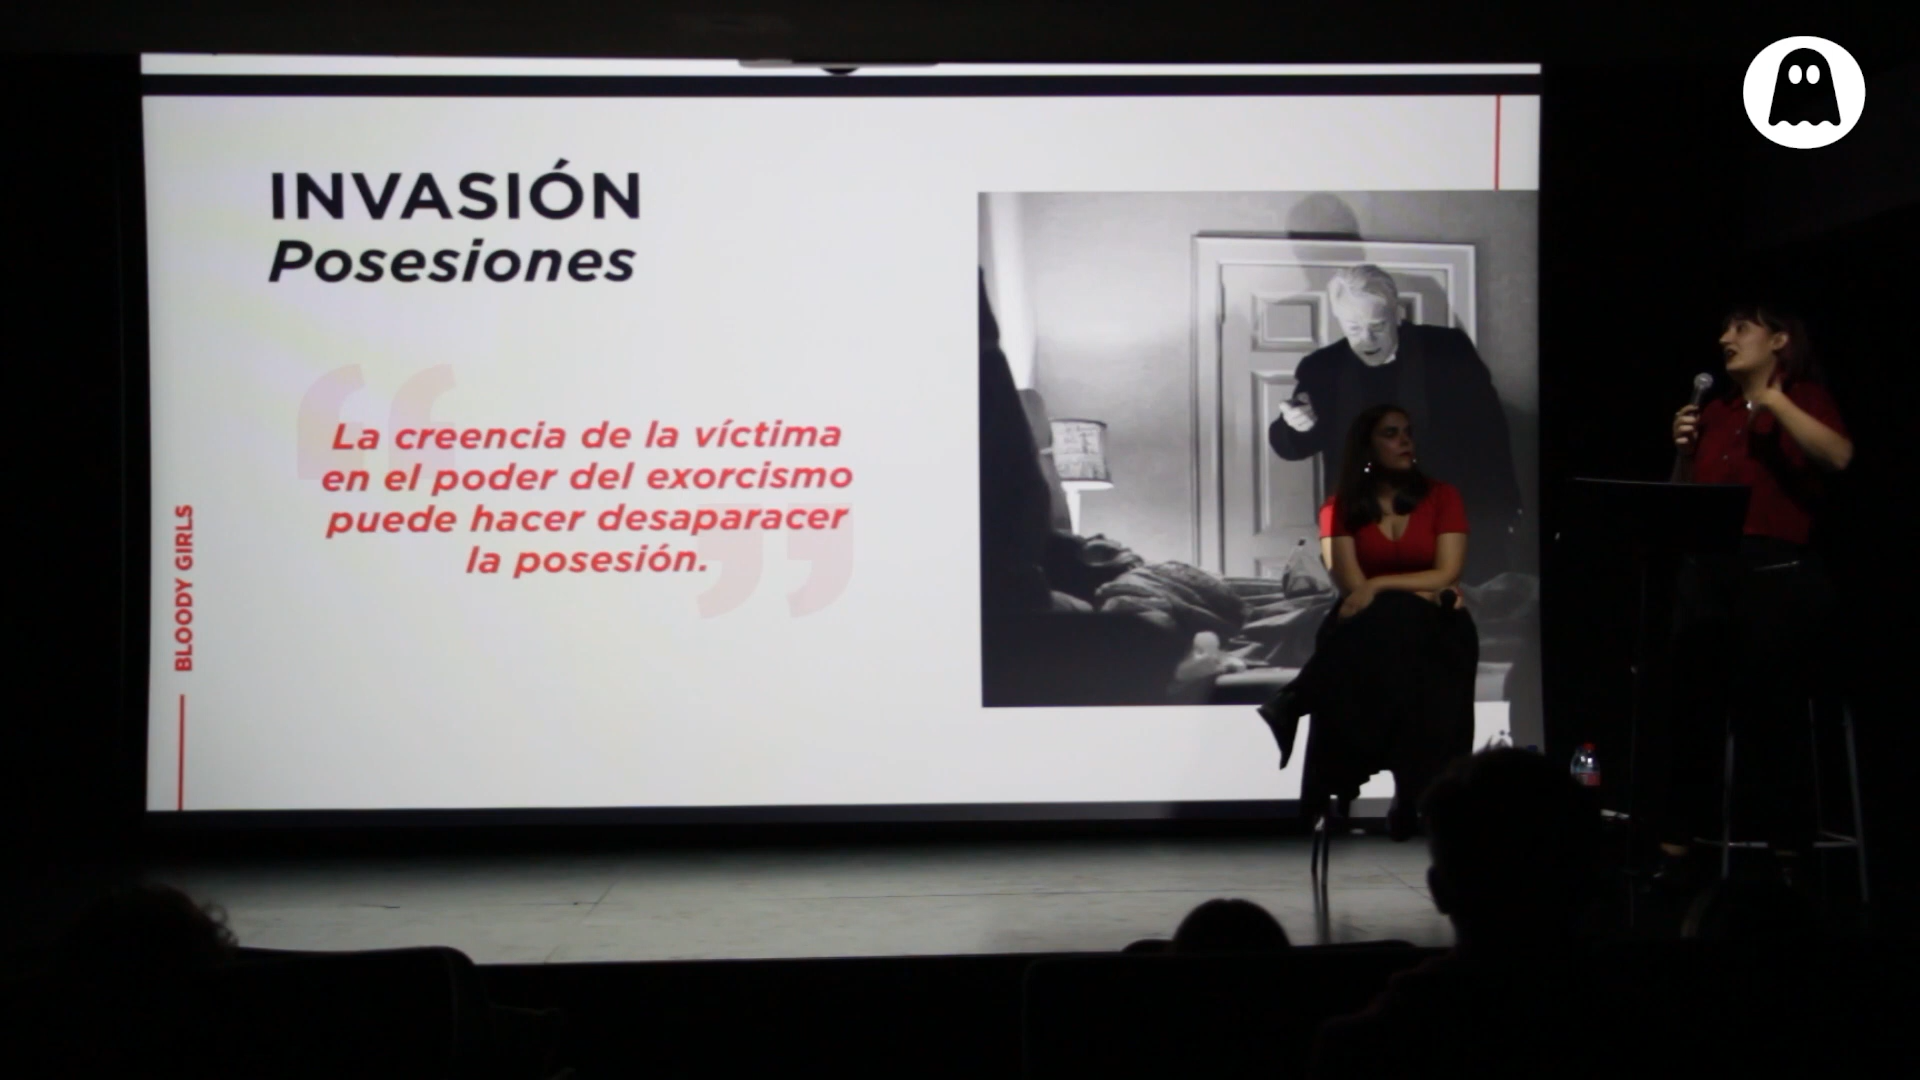 INVASIÓN
Posesiones
La creencia de la víctima
en el poder del exorcismo
puede hacer desaparacer
la posesión.
BLOODY GIRLS